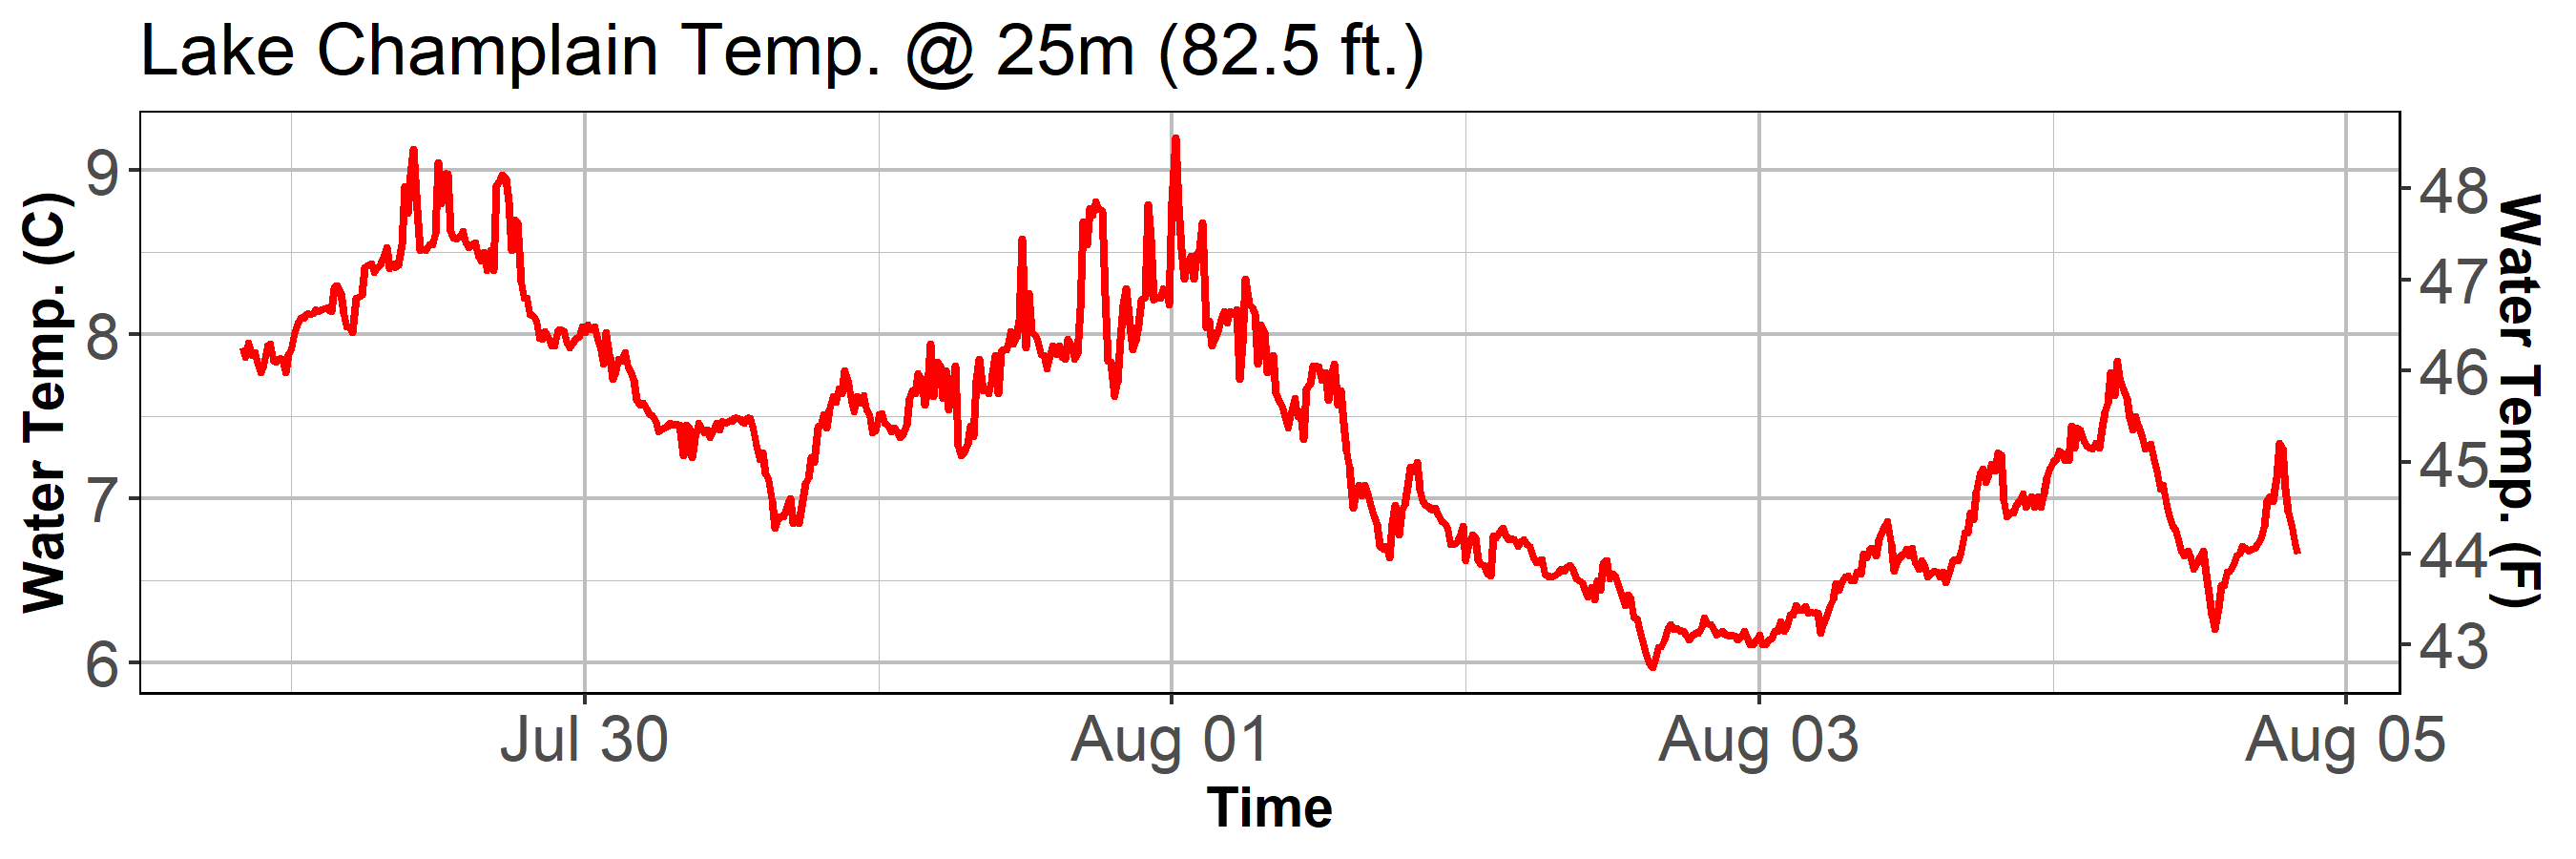 Lake Champlain Temp. @ 25m (82.5 ft.)
Water Temp. (C)
9
8
7
6
48
47
46
45
44
43
Water Temp. (F)
Jul 30
Aug 01
Aug 03
Aug 05
Time